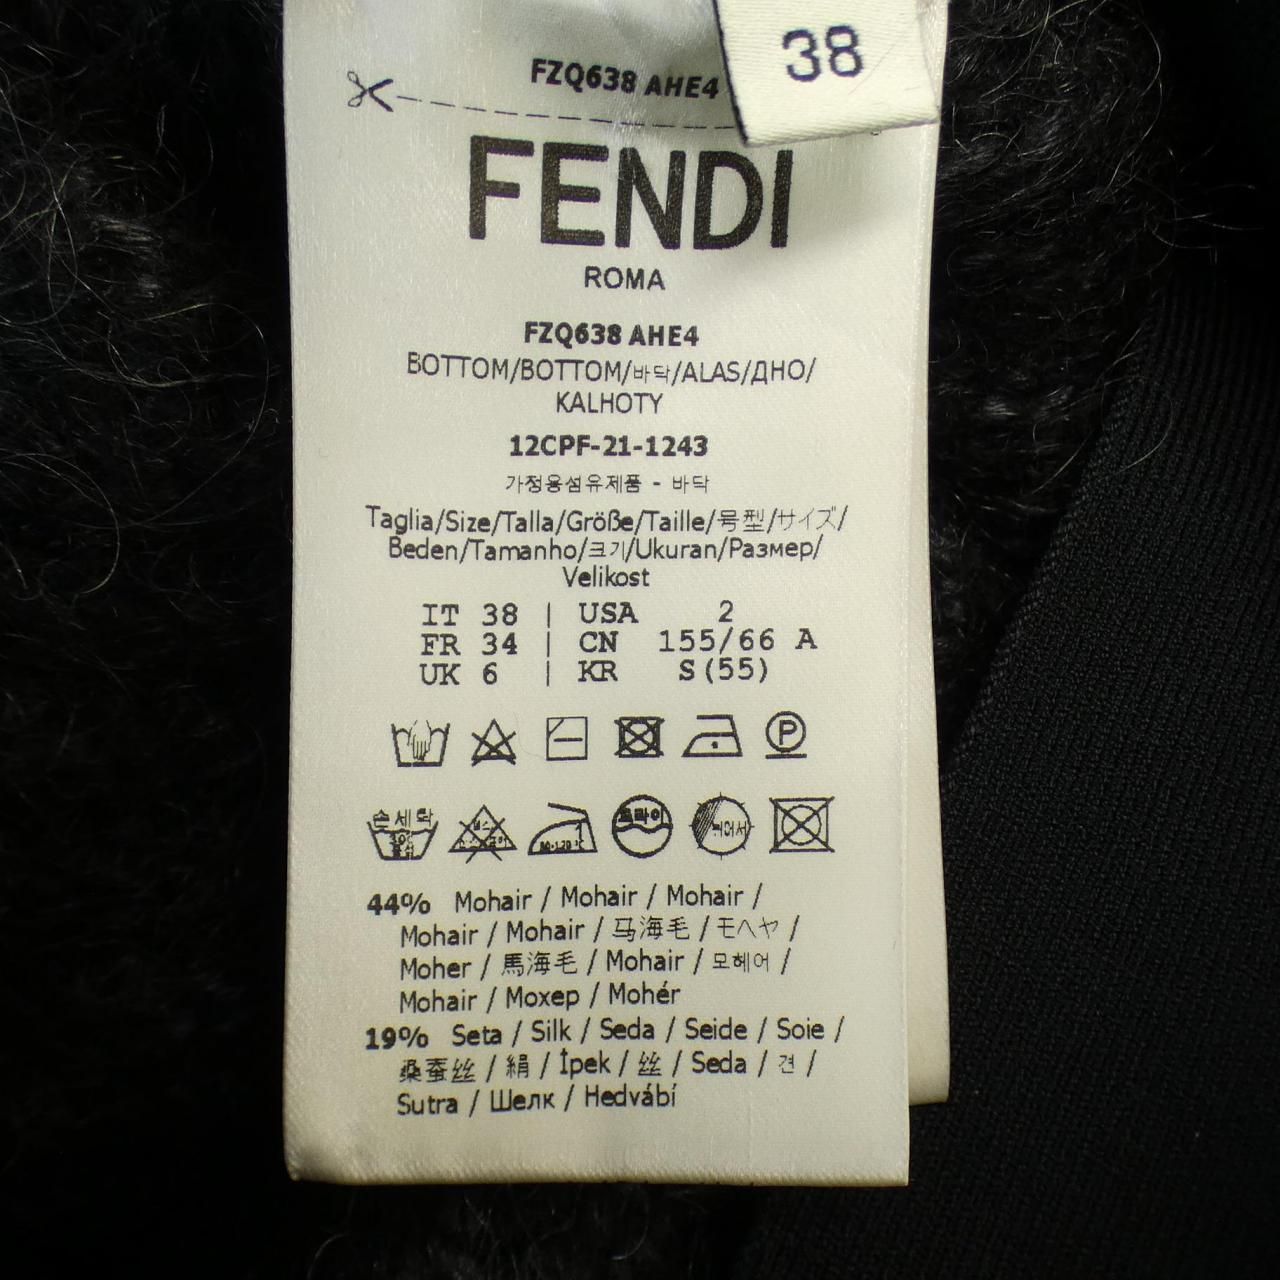 38
FZQ638 AHE4
FENDI
ROMA
FZQ638 AHE4
BOTTOM/BOTTOM/바닥/ALAS/ДНО/
KALHOTY
12CPF-21-1243
가정용섬유제품 - 바닥
Taglia/Size/Talla/Größe/Taille/号型/サイズ/
Beden/Tamanho/크기/Ukuran/Размер/
Velikost
IT 38 | USA 2
FR 34 | CN 155/66 A
UK 6 | KR S(55)
P
손세탁
드라이
44% Mohair / Mohair / Mohair /
Mohair / Mohair / 马海毛 / モヘヤ /
Moher / 馬海毛 / Mohair / 모헤어 /
Mohair / Мохер / Mohér
19% Seta / Silk / Seda / Seide / Soie /
桑蚕丝 / 絹 / İpek / 丝 / Seda / 견 /
Sutra / Шелк / Hedvábí